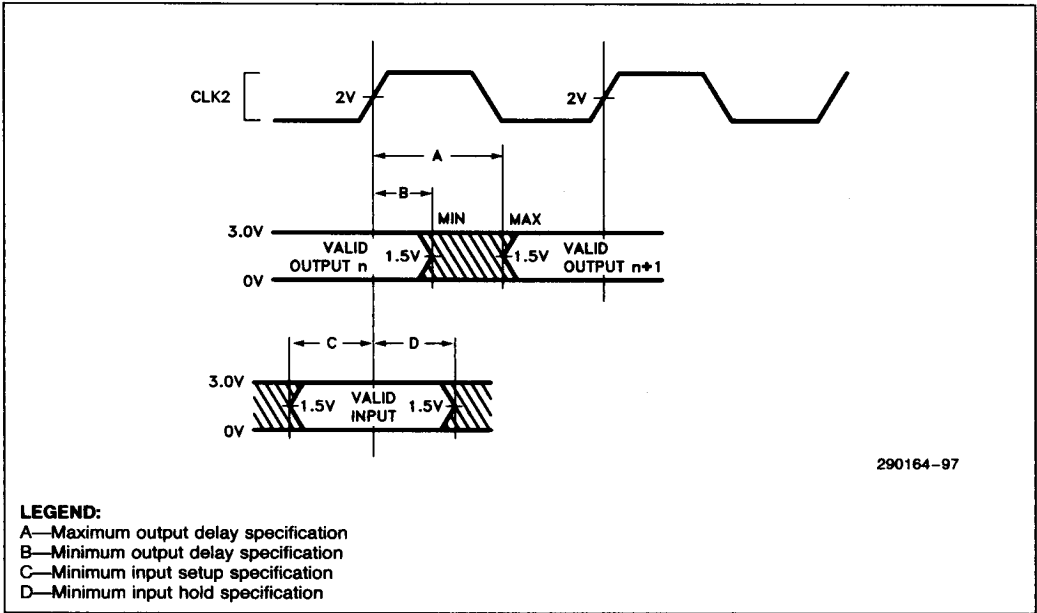 CLK2
2V
2V
A
B
MIN
MAX
3.0V
VALID
OUTPUT n
1.5V
1.5V
VALID
OUTPUT n+1
0V
C
D
3.0V
1.5V
VALID
INPUT
1.5V
0V
290164-97
LEGEND:
A—Maximum output delay specification
B—Minimum output delay specification
C—Minimum input setup specification
D—Minimum input hold specification